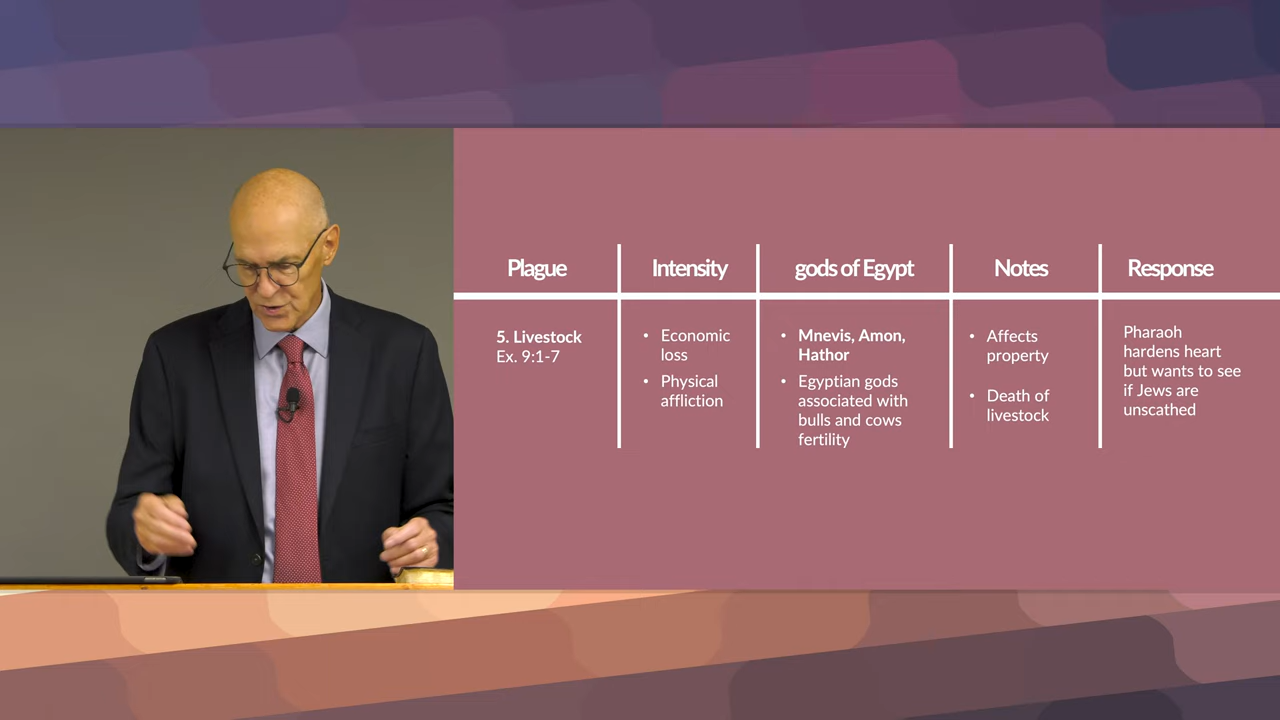 Plague
Intensity
gods of Egypt
Notes
Response
5. Livestock
Ex. 9:1-7
• Economic
loss
• Physical
affliction
• Mnevis, Amon,
Hathor
• Egyptian gods
associated with
bulls and cows
fertility
• Affects
property
• Death of
livestock
Pharaoh
hardens heart
but wants to see
if Jews are
unscathed